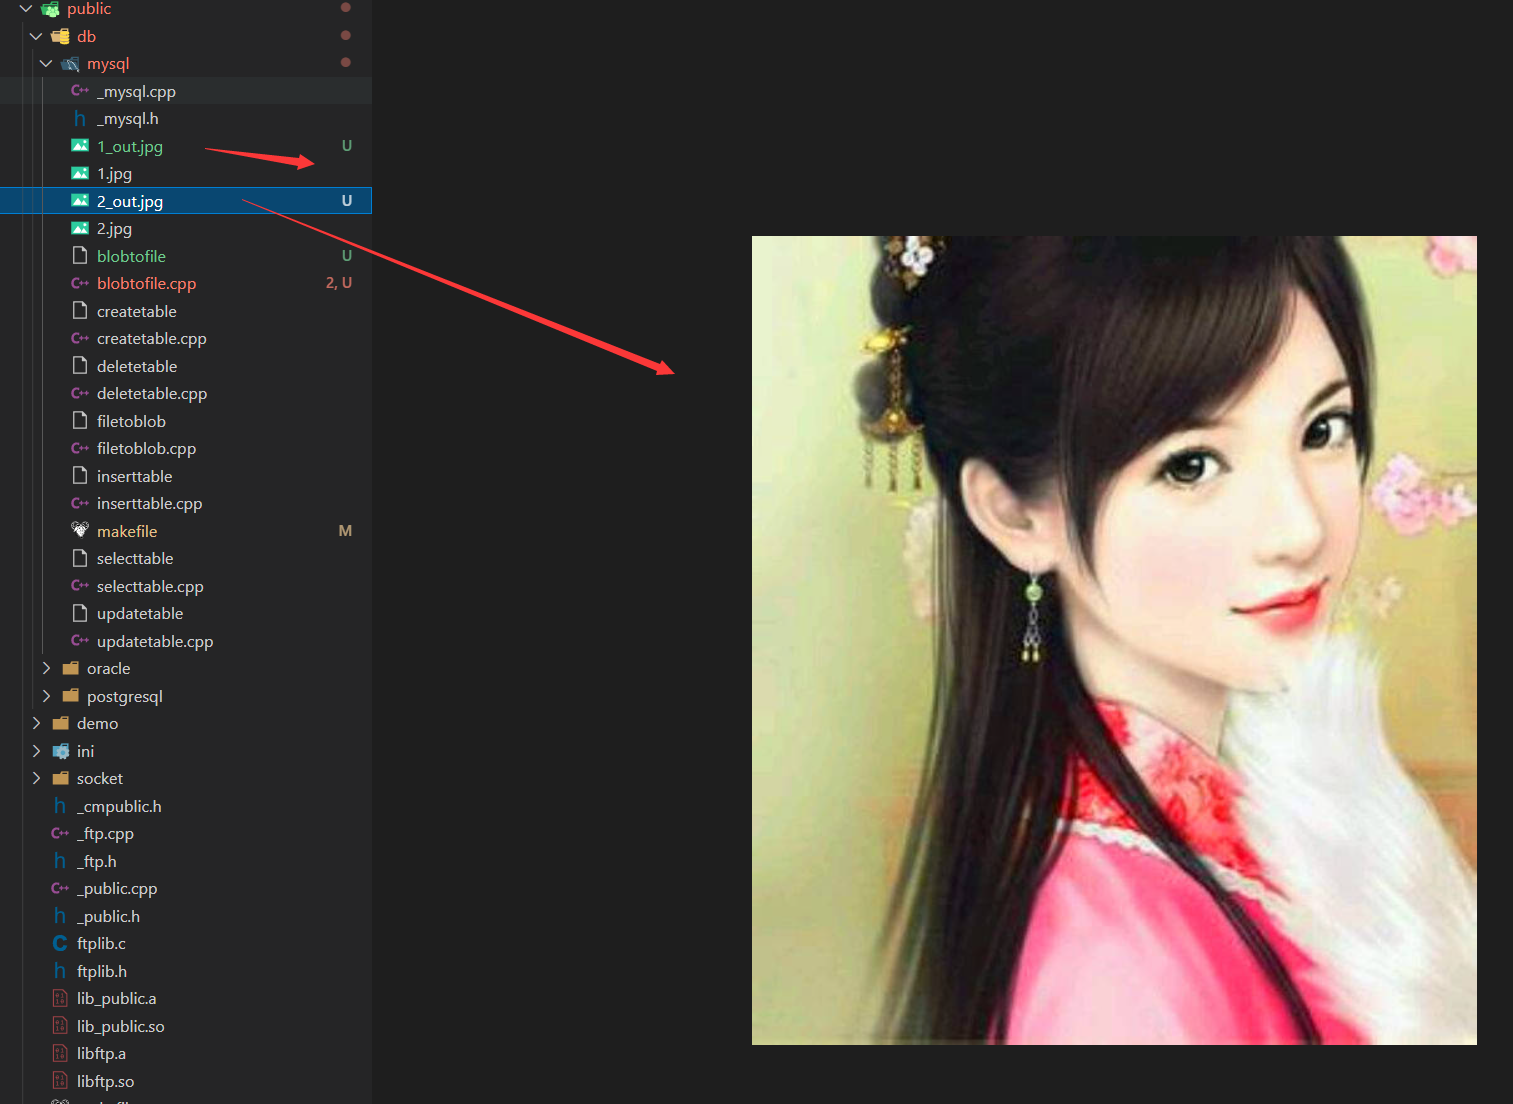 public
db
mysql
_mysql.cpp
_mysql.h
1_out.jpg U
1.jpg
2_out.jpg U
2.jpg
blobtofile U
blobtofile.cpp 2, U
createtable
createtable.cpp
deletetable
deletetable.cpp
filetoblob
filetoblob.cpp
inserttable
inserttable.cpp
makefile M
selecttable
selecttable.cpp
updatetable
updatetable.cpp
oracle
postgresql
demo
ini
socket
_cmpublic.h
_ftp.cpp
_ftp.h
_public.cpp
_public.h
ftplib.c
ftplib.h
lib_public.a
lib_public.so
libftp.a
libftp.so